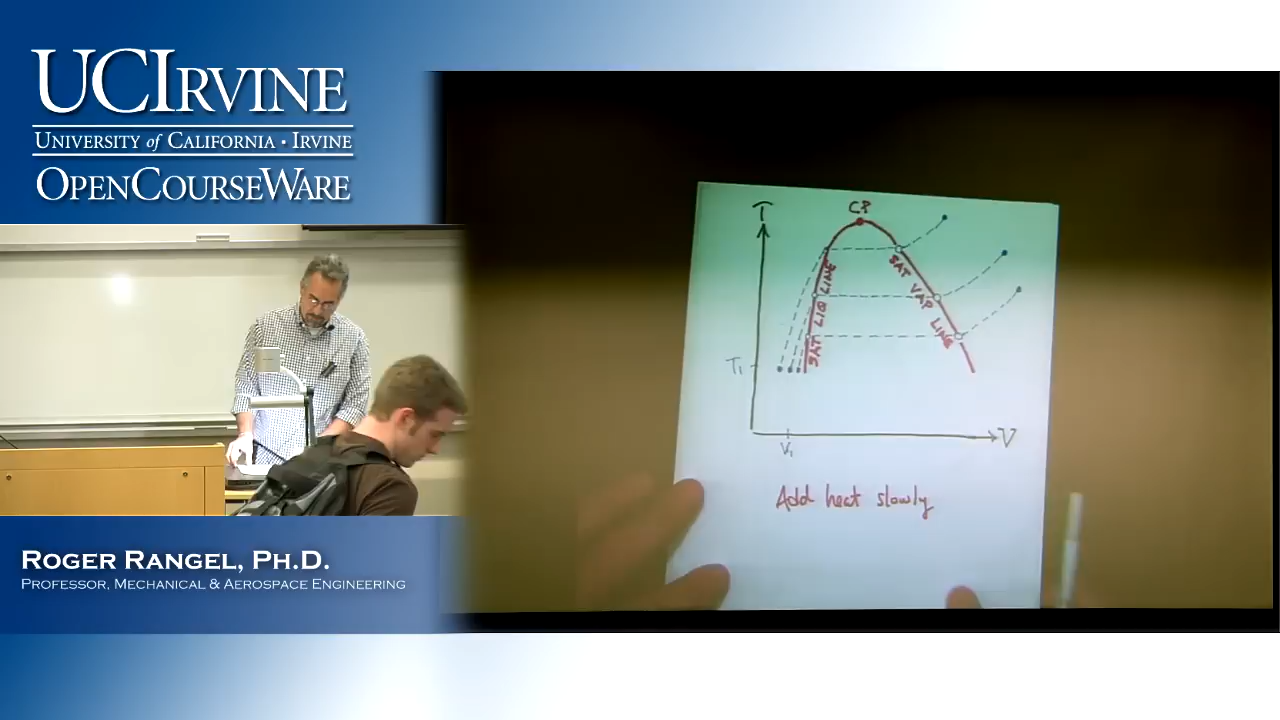 UCIRVINE
UNIVERSITY of CALIFORNIA · IRVINE
OPENCOURSEWARE
ROGER RANGEL, PH.D.
PROFESSOR, MECHANICAL & AEROSPACE ENGINEERING
T
CP
SAT LIQ LINE
SAT VAP LINE
T1
V1
V
Add heat slowly